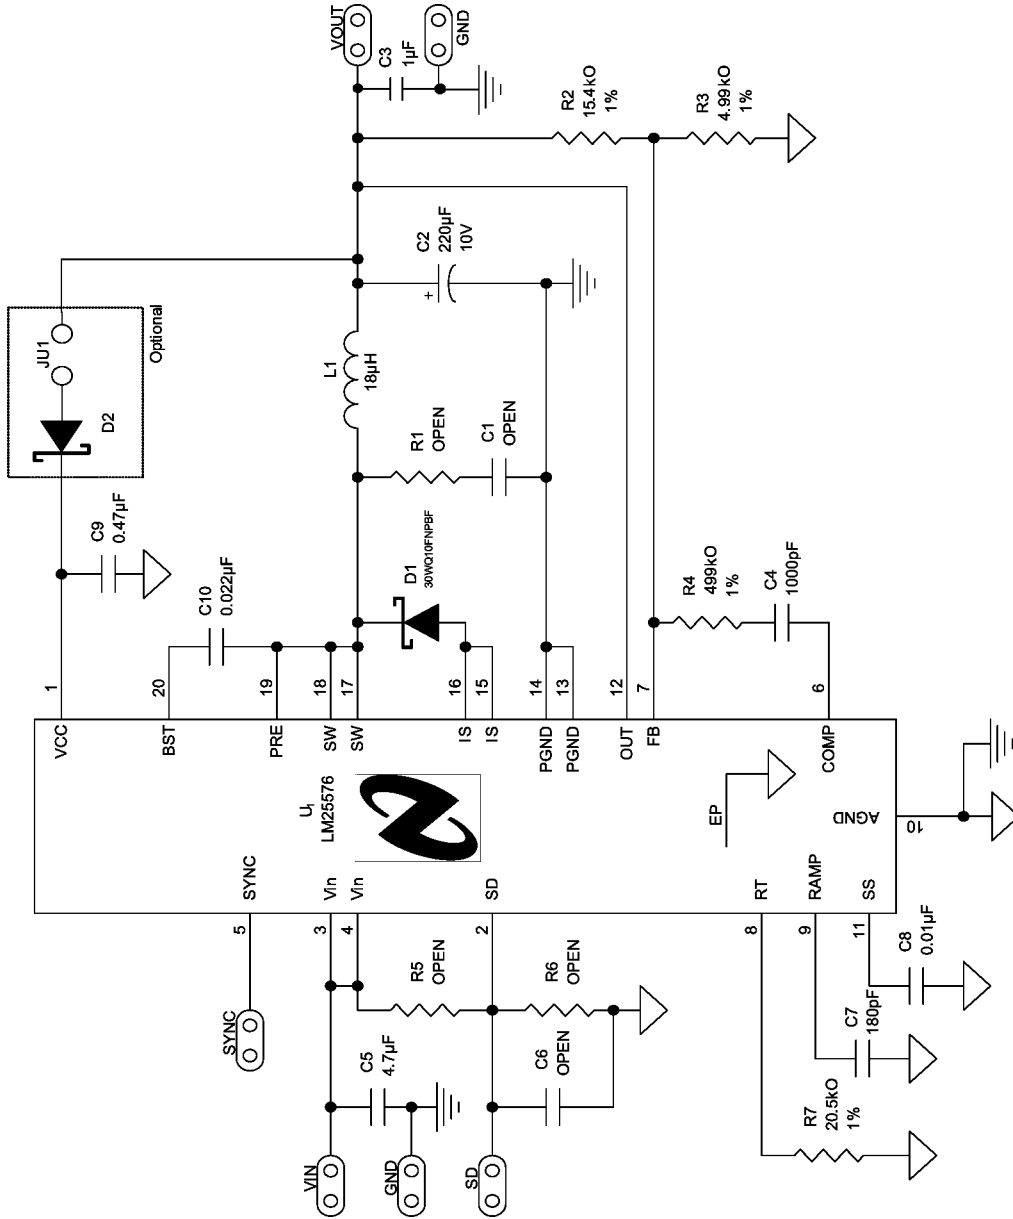 VIN
GND
SD
SYNC
C5
4.7µF
C6
OPEN
R5
OPEN
R6
OPEN
R7
20.5kO
1%
C7
180pF
C8
0.01µF
5
3
4
2
8
9
11
SYNC
Vin
Vin
SD
RT
RAMP
SS
U1
LM25576
EP
AGND
10
VCC
BST
PRE
SW
SW
IS
IS
PGND
PGND
OUT
FB
COMP
1
20
19
18
17
16
15
14
13
12
7
6
C9
0.47µF
C10
0.022µF
D1
30WQ10FNPBF
R4
499kO
1%
C4
1000pF
R1
OPEN
C1
OPEN
D2
JU1
Optional
L1
18µH
C2
220µF
10V
+
R2
15.4kO
1%
R3
4.99kO
1%
C3
1µF
VOUT
GND